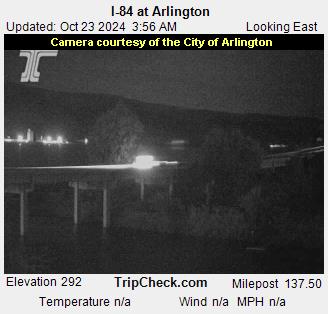 I-84 at Arlington
Updated: Oct 23 2024 3:56 AM Looking East
Camera courtesy of the City of Arlington
Elevation 292 TripCheck.com Milepost 137.50
Temperature n/a Wind n/a MPH n/a